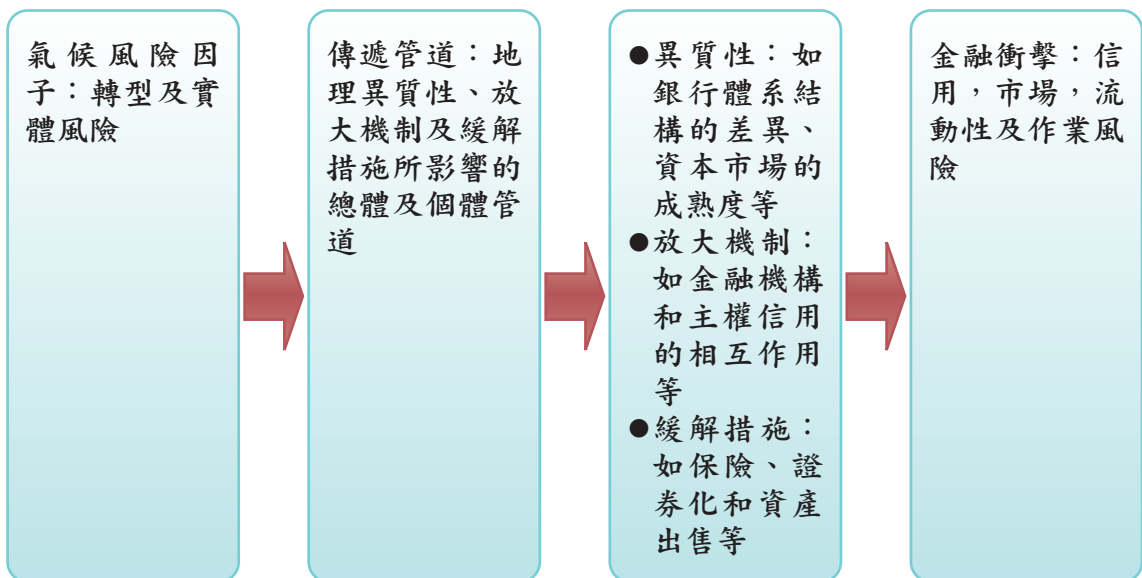 氣候風險因
子：轉型及實
體風險
傳遞管道：地
理異質性、放
大機制及緩解
措施所影響的
總體及個體管
道
●異質性：如
銀行體系結
構的差異、
資本市場的
成熟度等
●放大機制：
如金融機構
和主權信用
的相互作用
等
●緩解措施：
如保險、證
券化和資產
出售等
金融衝擊：信
用，市場，流
動性及作業風
險